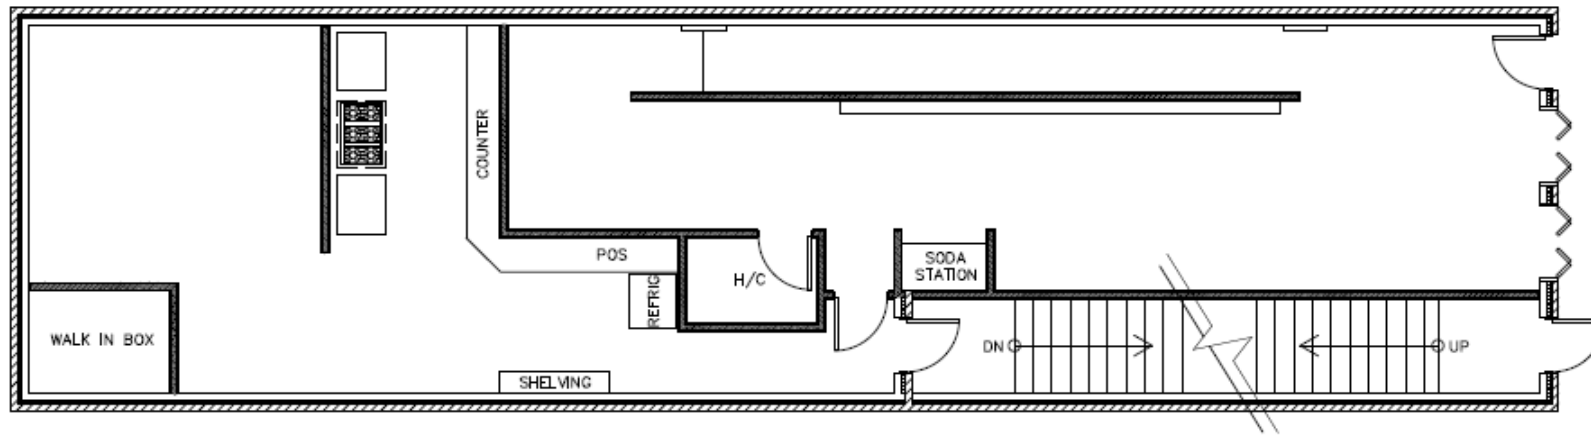 COUNTER
POS
H/C
SODA
STATION
REFRIG
WALK IN BOX
DN
UP
SHELVING